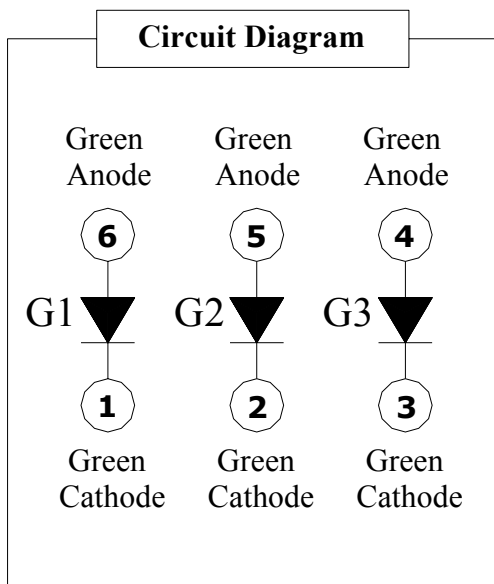 Circuit Diagram
Green Anode
Green Anode
Green Anode
6
5
4
G1
G2
G3
1
2
3
Green Cathode
Green Cathode
Green Cathode